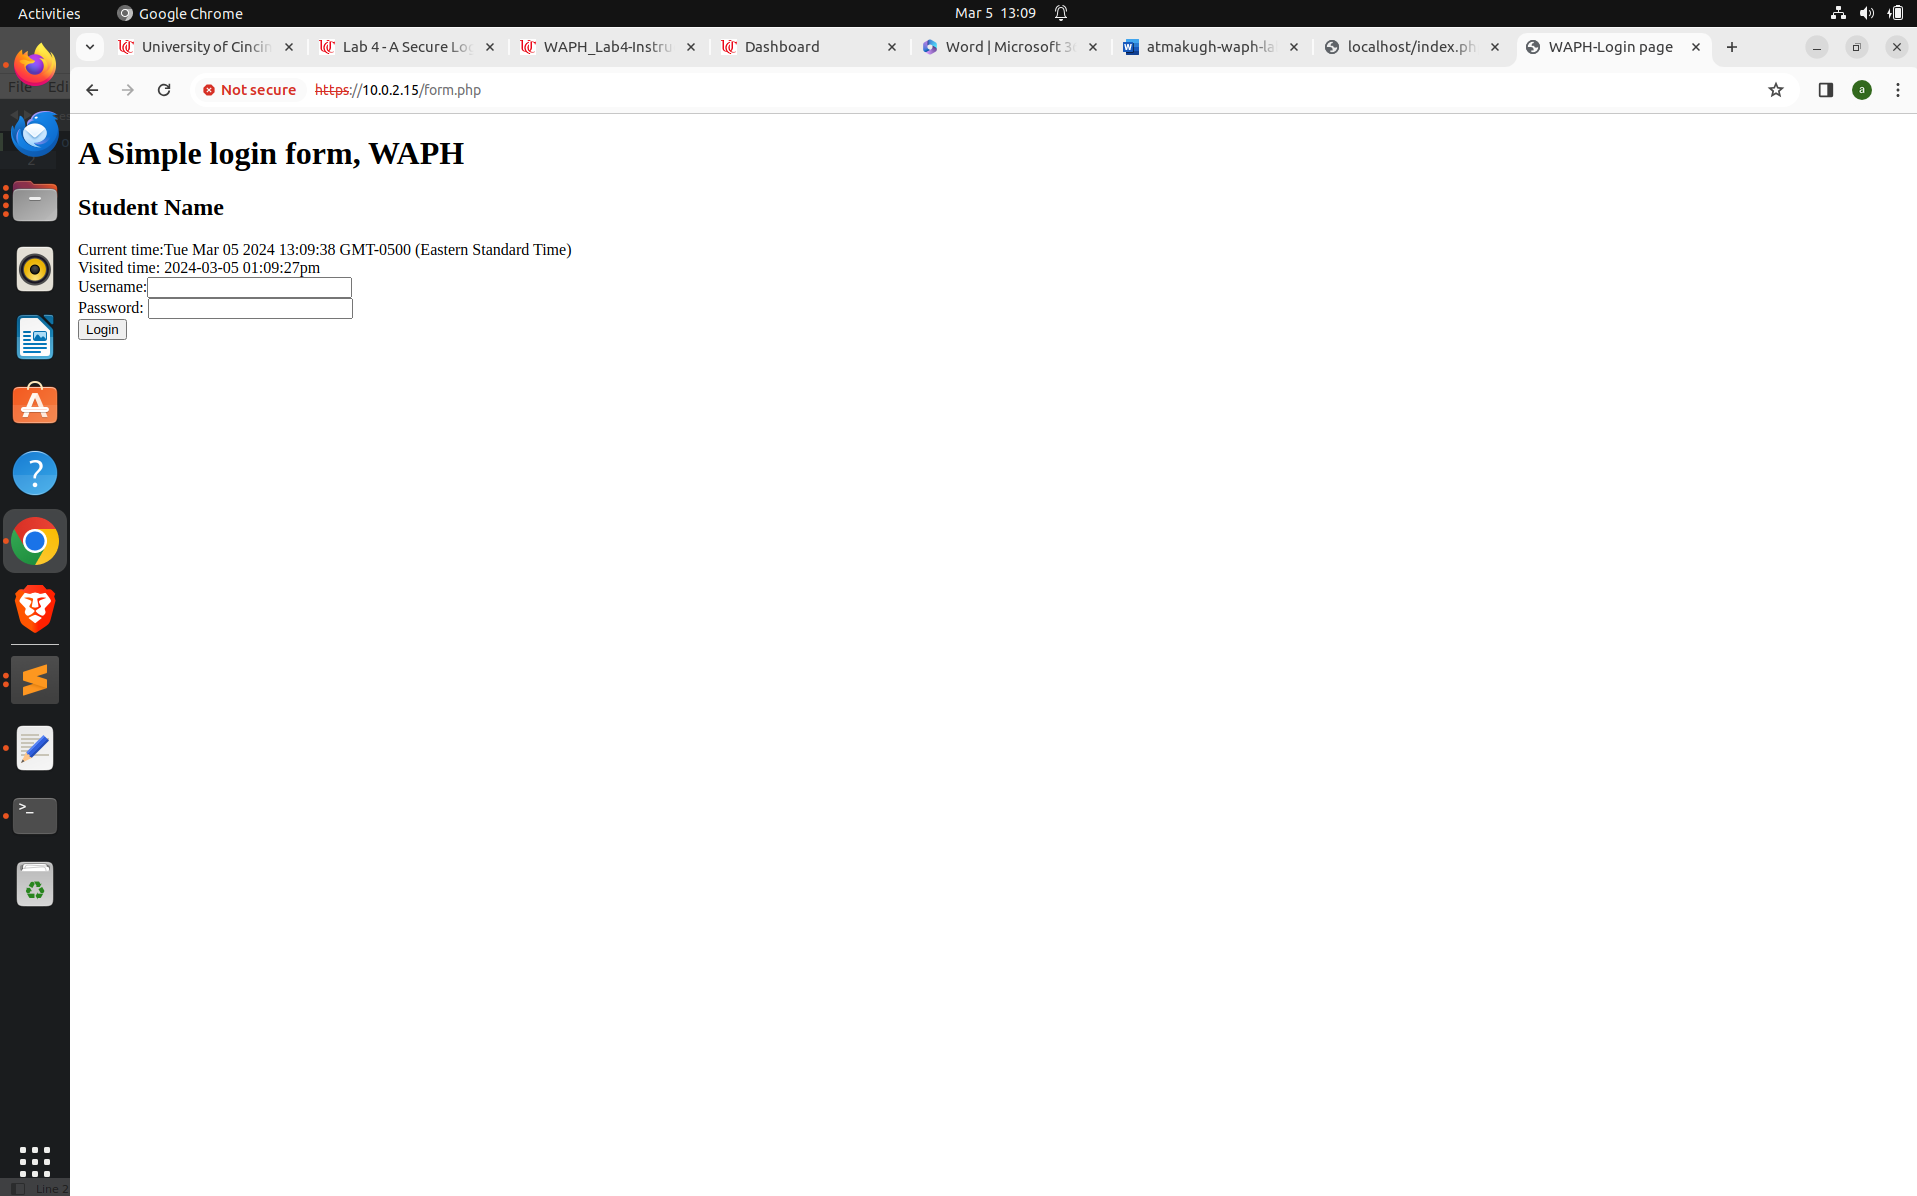 Activities Google Chrome Mar 5 13:09
University of Cincin Lab 4 - A Secure Log WAPH_Lab4-Instru Dashboard Word | Microsoft 3 atmakugh-waph-la localhost/index.ph WAPH-Login page
File Edi
Not secure https://10.0.2.15/form.php a
A Simple login form, WAPH
Student Name
Current time:Tue Mar 05 2024 13:09:38 GMT-0500 (Eastern Standard Time)
Visited time: 2024-03-05 01:09:27pm
Username:
Password:
Login
Line 2